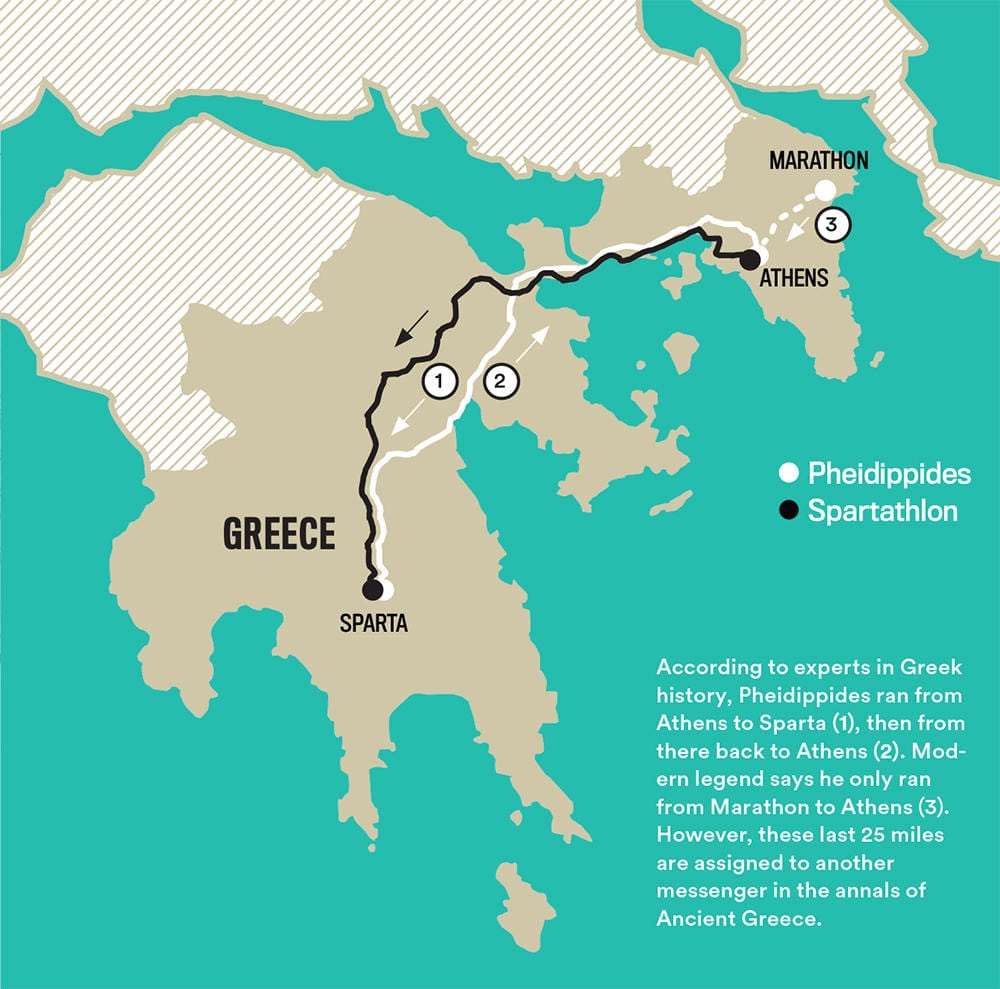 MARATHON
3
ATHENS
1
2
Pheidippides
Spartathlon
GREECE
SPARTA
According to experts in Greek
history, Pheidippides ran from
Athens to Sparta (1), then from
there back to Athens (2). Mod-
ern legend says he only ran
from Marathon to Athens (3).
However, these last 25 miles
are assigned to another
messenger in the annals of
Ancient Greece.